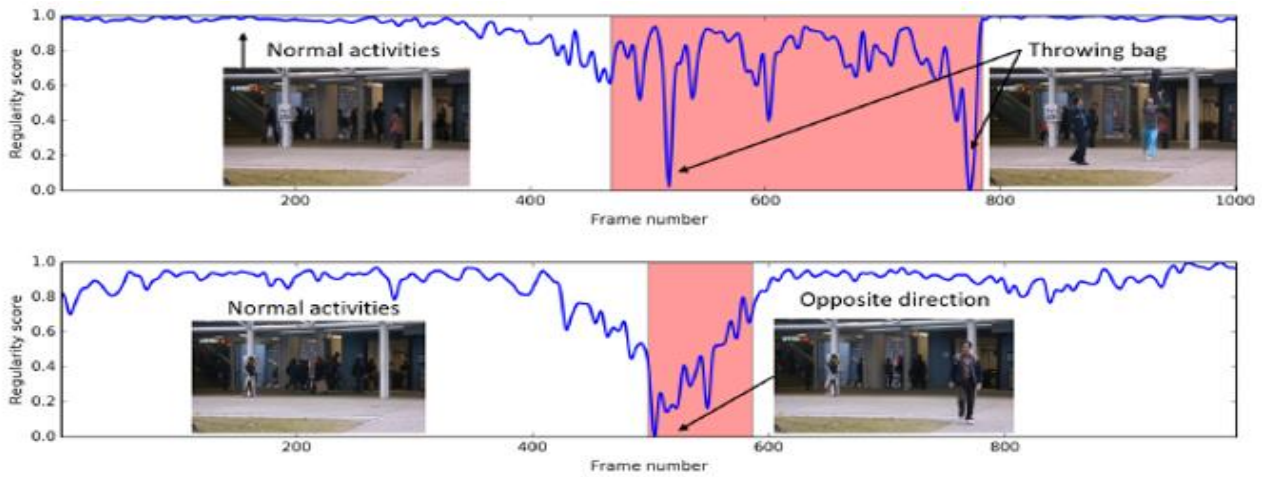 1.0
0.8
0.6
0.4
0.2
0.0
Regularity score
Normal activities
Throwing bag
200
400
600
800
1000
Frame number
1.0
0.8
0.6
0.4
0.2
0.0
Regularity score
Normal activities
Opposite direction
200
400
600
800
Frame number